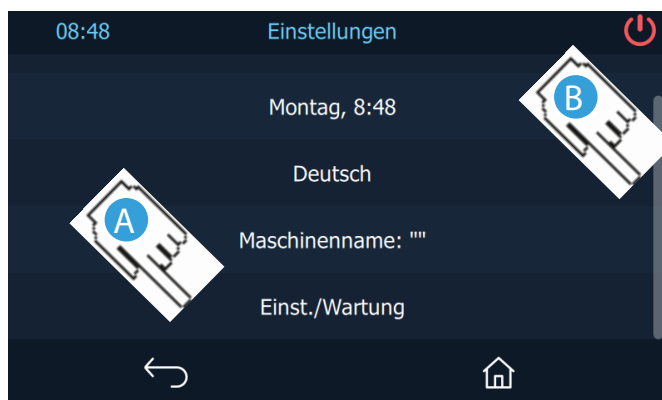 08:48 Einstellungen
Montag, 8:48
B
Deutsch
A
Maschinenname: ""
Einst./Wartung